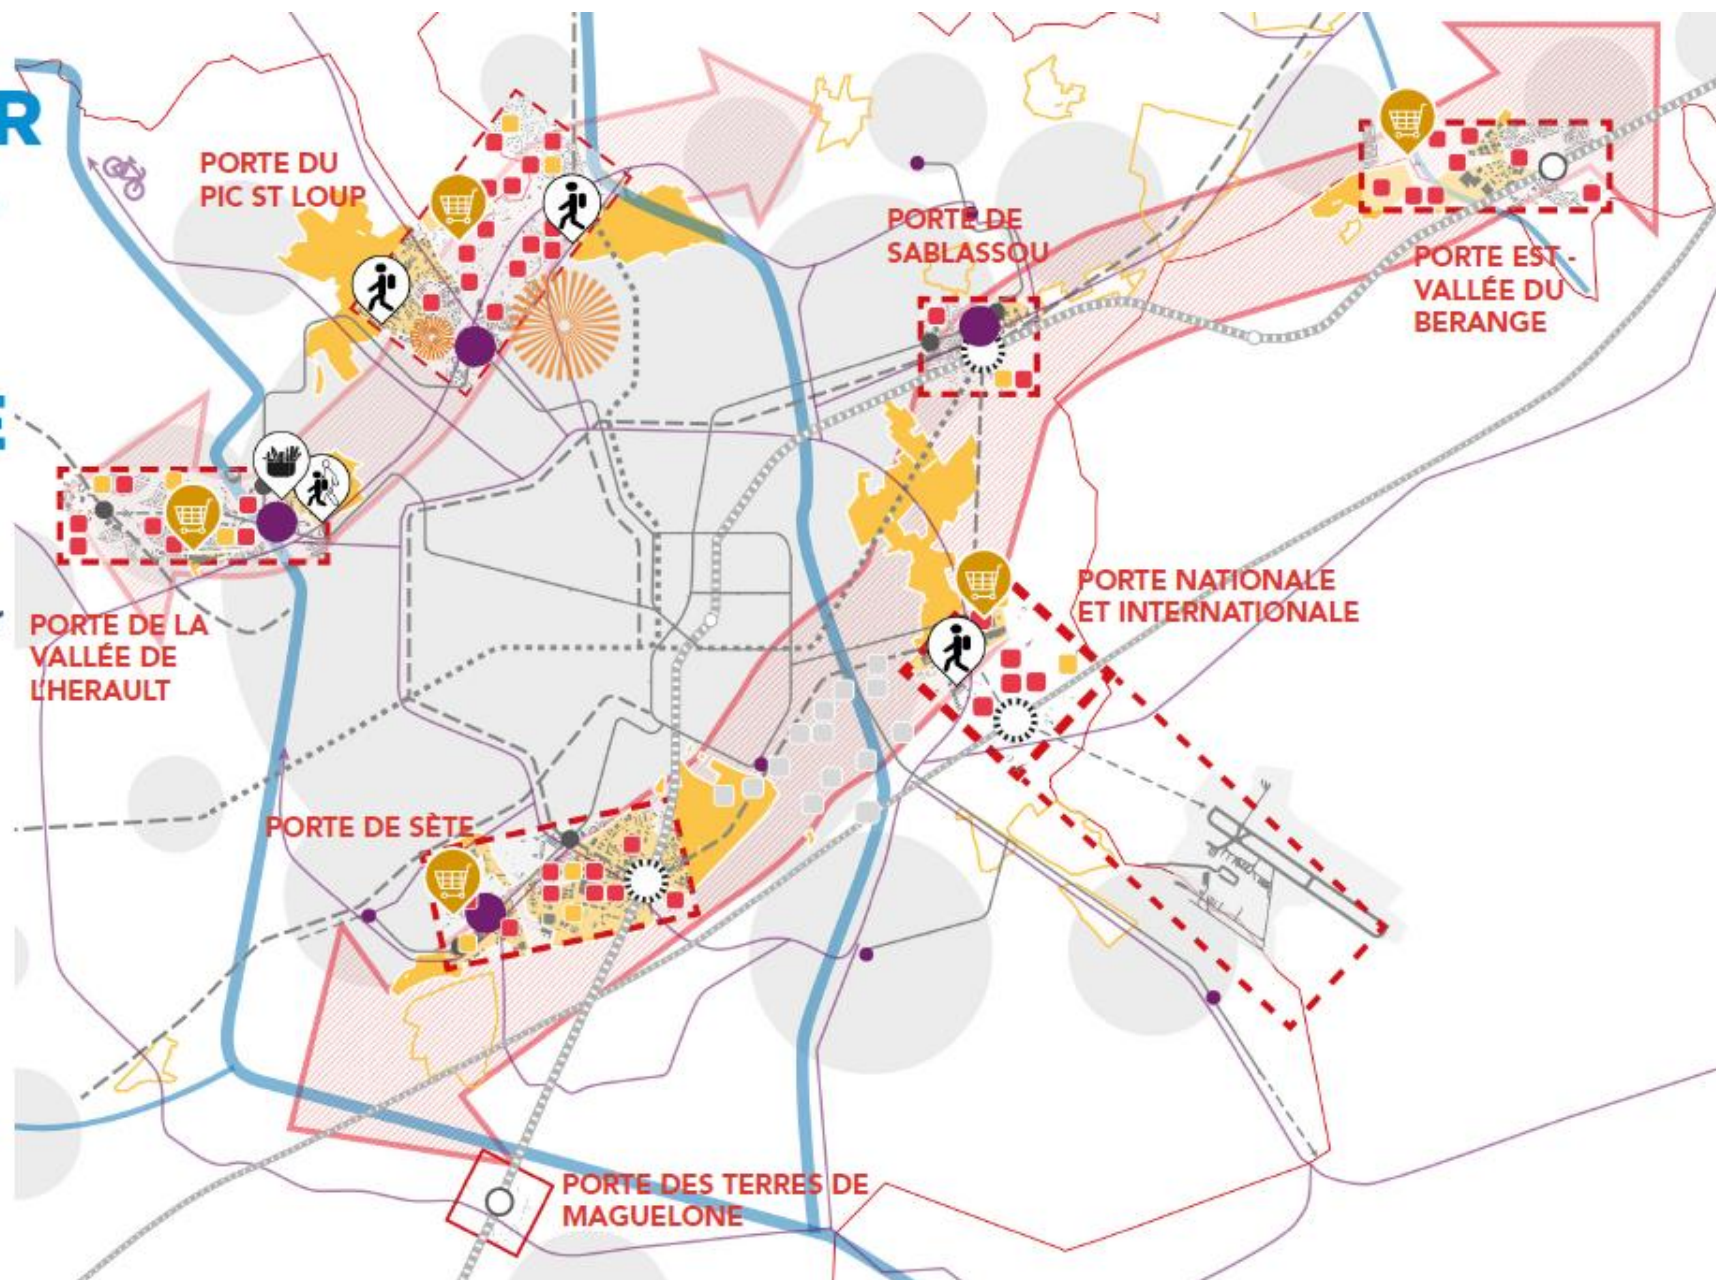 R
PORTE DU
PIC ST LOUP
PORTE DE
SABLASSOU
PORTE EST -
VALLÉE DU
BERANGE
E
PORTE NATIONALE
ET INTERNATIONALE
PORTE DE LA
VALLÉE DE
L'HERAULT
PORTE DE SÈTE
PORTE DES TERRES DE
MAGUELONE